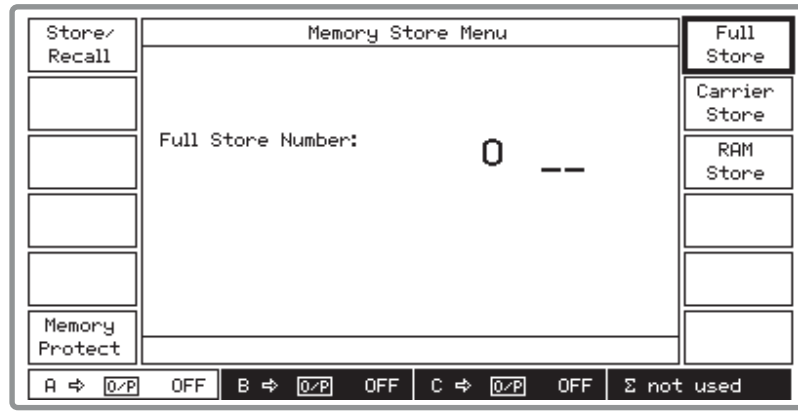 Store/
Recall
Memory Store Menu
Full
Store
Carrier
Store
Full Store Number:
0 __
RAM
Store
Memory
Protect
A ⇨ O/P OFF
B ⇨ O/P OFF
C ⇨ O/P OFF
Σ not used